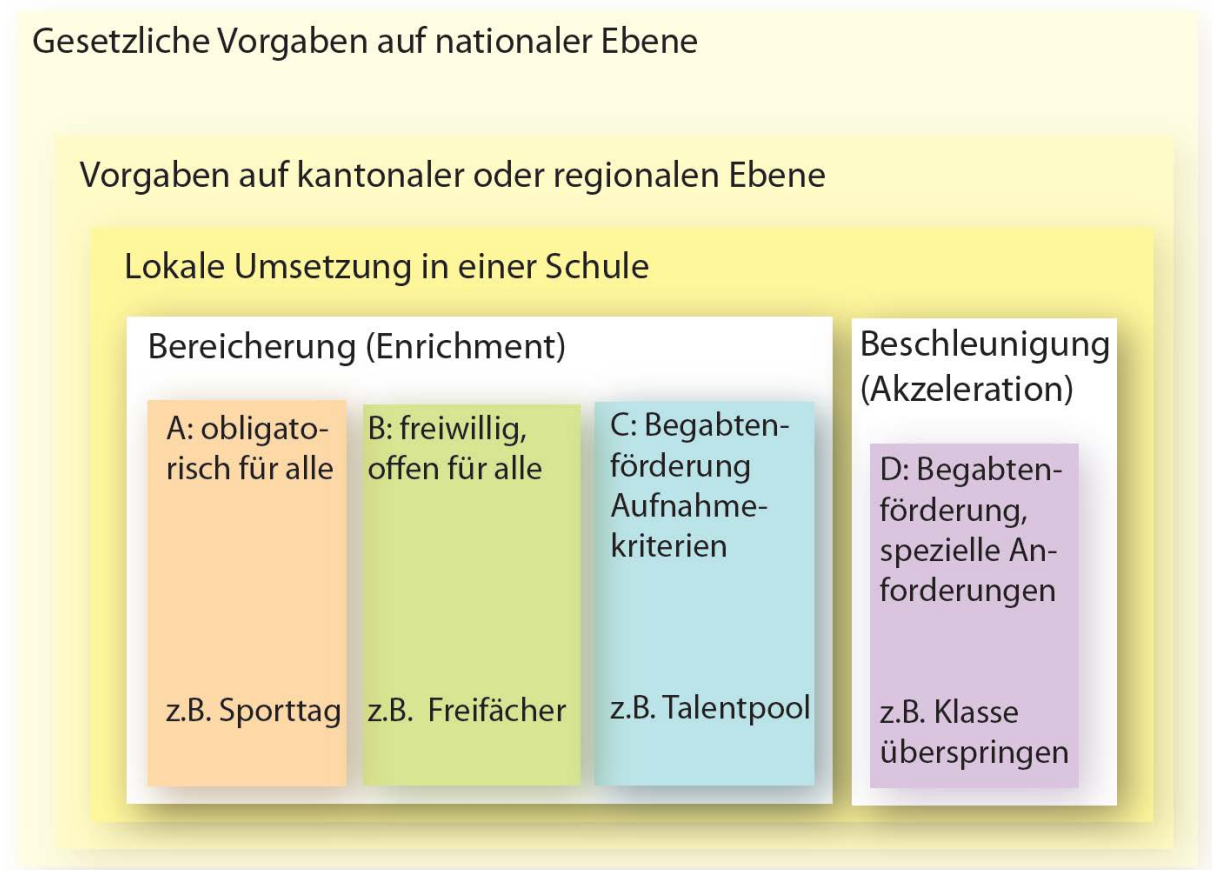 Gesetzliche Vorgaben auf nationaler Ebene
Vorgaben auf kantonaler oder regionalen Ebene
Lokale Umsetzung in einer Schule
Bereicherung (Enrichment)
A: obligato-
risch für alle
z.B. Sporttag
B: freiwillig,
offen für alle
z.B. Freifächer
C: Begabten-
förderung
Aufnahme-
kriterien
z.B. Talentpool
Beschleunigung
(Akzeleration)
D: Begabten-
förderung,
spezielle An-
forderungen
z.B. Klasse
überspringen